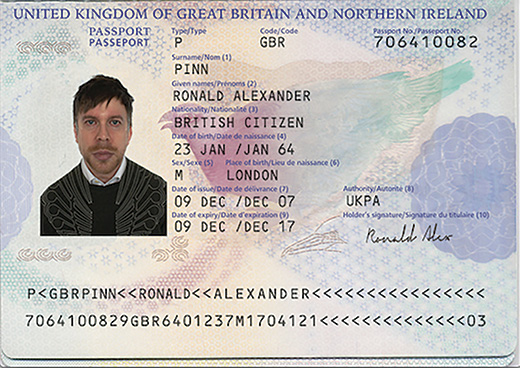 UNITED KINGDOM OF GREAT BRITAIN AND NORTHERN IRELAND
PASSPORT Type/Type Code/Code Passport No./Passeport No.
PASSEPORT P GBR 706410082
Surname/Nom (1)
PINN
Given names/Prénoms (2)
RONALD ALEXANDER
Nationality/Nationalité (3)
BRITISH CITIZEN
Date of birth/Date de naissance (4)
23 JAN /JAN 64
Sex/Sexe (5) Place of birth/Lieu de naissance (6)
M LONDON
Date of issue/Date de delivrance (7) Authority/Autorité (8)
09 DEC /DEC 07 UKPA
Date of expiry/Date d'expiration (9) Holder's signature/Signature du titulaire (10)
09 DEC /DEC 17 Ronald Alex
P<GBRPINN<<RONALD<<ALEXANDER<<<<<<<<<<<<<<<<
7064100829GBR6401237M1704121<<<<<<<<<<<<<<03